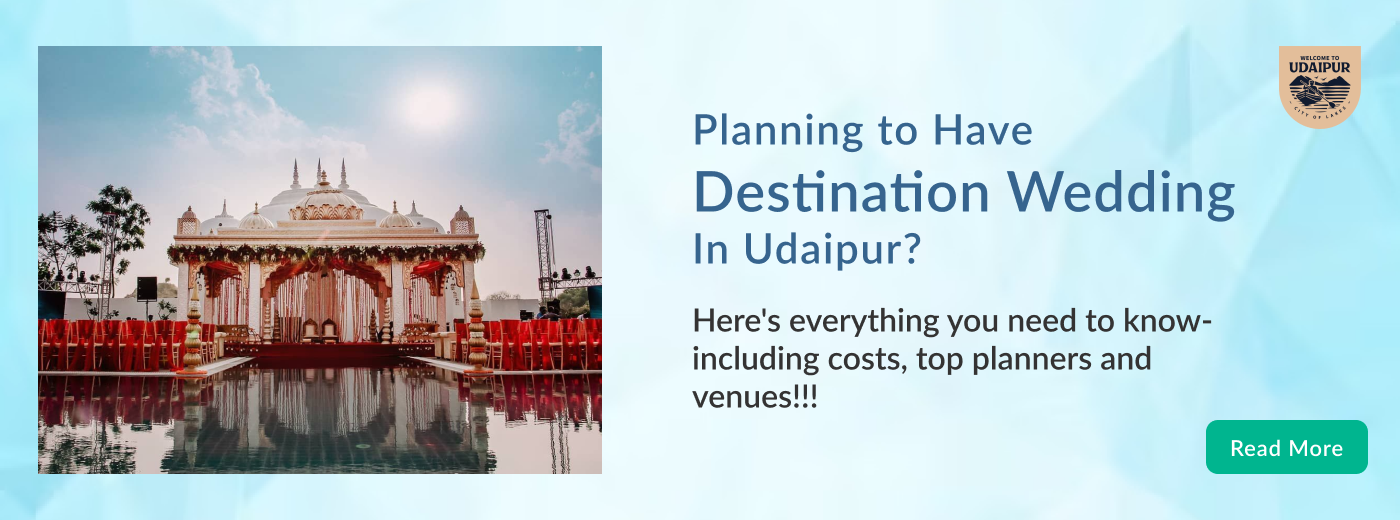 WELCOME TO
UDAIPUR
CITY OF LAKES
Planning to Have
Destination Wedding
In Udaipur?
Here's everything you need to know-
including costs, top planners and
venues!!!
Read More